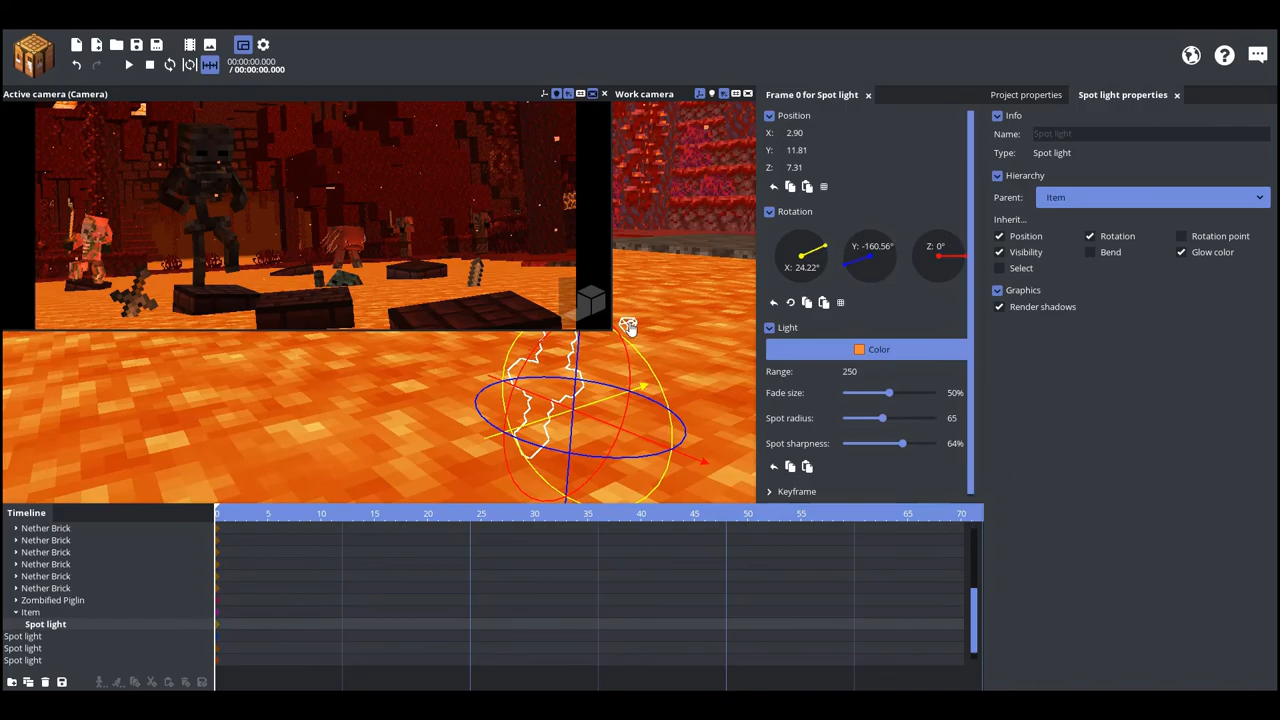 00:00:00.000
/ 00:00:00.000
Active camera (Camera)
Work camera
Frame 0 for Spot light
Project properties
Spot light properties
Position
X: 2.90
Y: 11.81
Z: 7.31
Rotation
X: 24.22°
Y: -160.56°
Z: 0°
Light
Color
Range: 250
Fade size: 50%
Spot radius: 65
Spot sharpness: 64%
Keyframe
Info
Name: Spot light
Type: Spot light
Hierarchy
Parent: Item
Inherit...
Position Rotation Rotation point
Visibility Bend Glow color
Select
Graphics
Render shadows
Timeline
0 5 10 15 20 25 30 35 40 45 50 55 60 65 70
Nether Brick
Nether Brick
Nether Brick
Nether Brick
Nether Brick
Nether Brick
Zombified Piglin
Item
Spot light
Spot light
Spot light
Spot light